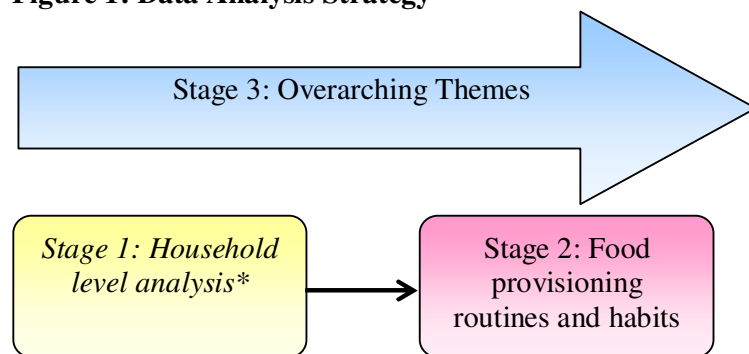 Figure 1: Data Analysis Strategy
Stage 3: Overarching Themes
Stage 1: Household
level analysis*
Stage 2: Food
provisioning
routines and habits